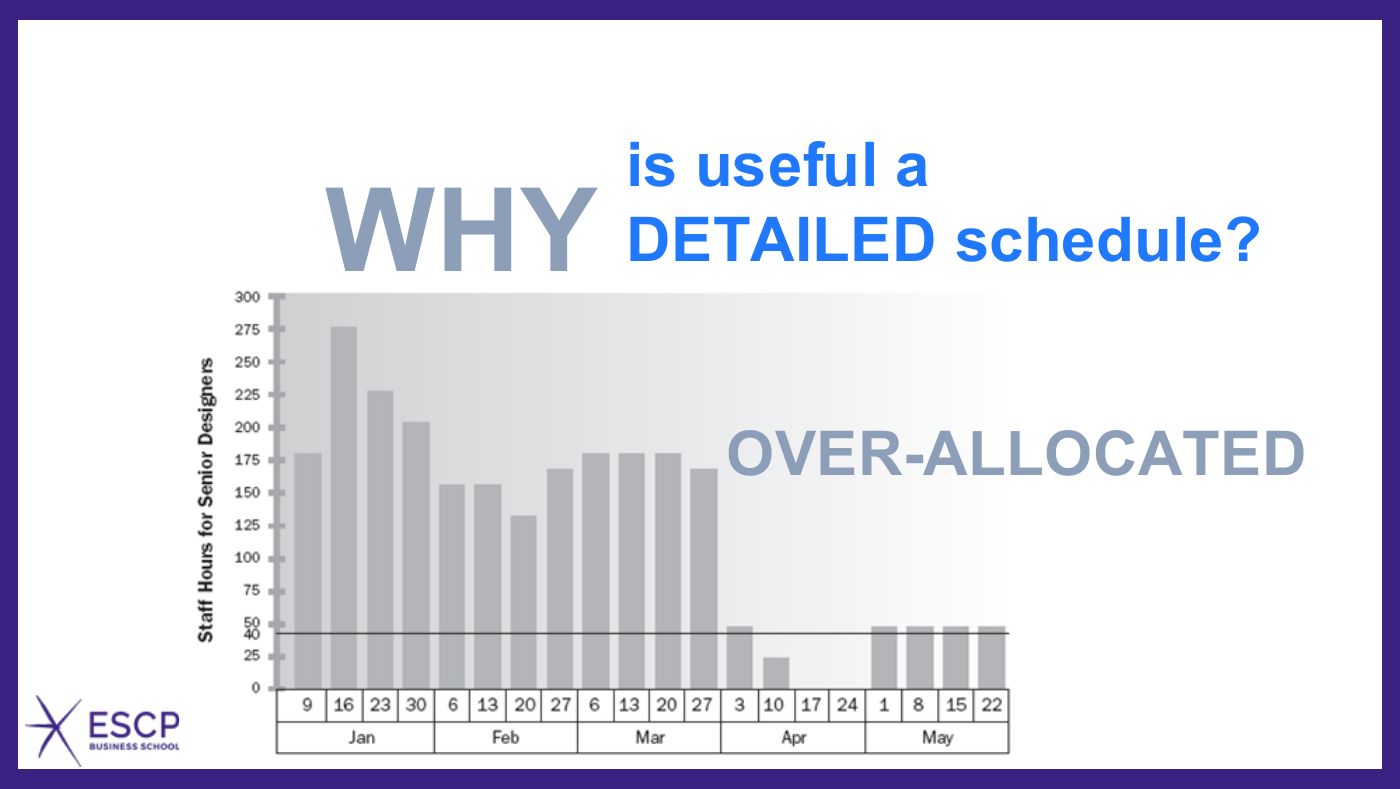 WHY
is useful a
DETAILED schedule?
OVER-ALLOCATED
Staff Hours for Senior Designers
300
275
250
225
200
175
150
125
100
75
50
40
25
0
9 16 23 30 6 13 20 27 6 13 20 27 3 10 17 24 1 8 15 22
Jan Feb Mar Apr May
ESCP
BUSINESS SCHOOL